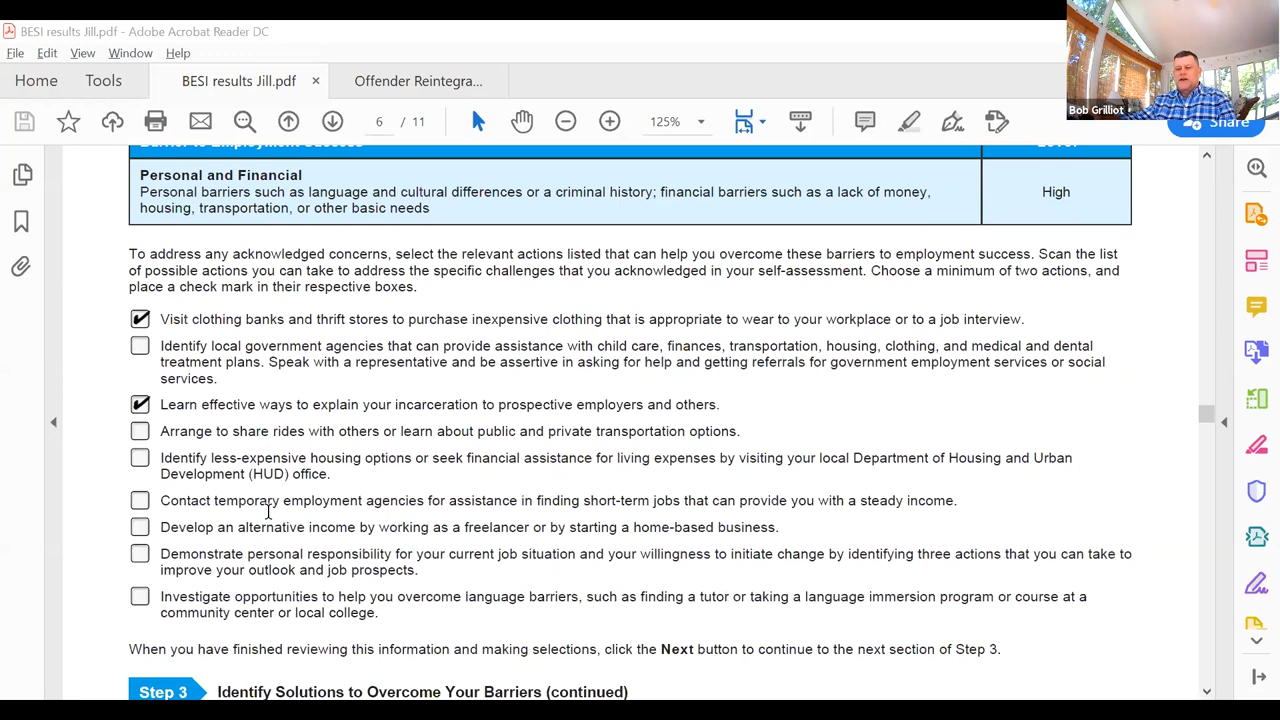 BESI results Jill.pdf - Adobe Acrobat Reader DC
File Edit View Window Help
Home Tools BESI results Jill.pdf × Offender Reintegra...
6 / 11 125% Share
Bob Grilliot
Barrier to Employment Success Level
Personal and Financial
Personal barriers such as language and cultural differences or a criminal history; financial barriers such as a lack of money,
housing, transportation, or other basic needs
High
To address any acknowledged concerns, select the relevant actions listed that can help you overcome these barriers to employment success. Scan the list
of possible actions you can take to address the specific challenges that you acknowledged in your self-assessment. Choose a minimum of two actions, and
place a check mark in their respective boxes.
Visit clothing banks and thrift stores to purchase inexpensive clothing that is appropriate to wear to your workplace or to a job interview.
Identify local government agencies that can provide assistance with child care, finances, transportation, housing, clothing, and medical and dental
treatment plans. Speak with a representative and be assertive in asking for help and getting referrals for government employment services or social
services.
Learn effective ways to explain your incarceration to prospective employers and others.
Arrange to share rides with others or learn about public and private transportation options.
Identify less-expensive housing options or seek financial assistance for living expenses by visiting your local Department of Housing and Urban
Development (HUD) office.
Contact temporary employment agencies for assistance in finding short-term jobs that can provide you with a steady income.
Develop an alternative income by working as a freelancer or by starting a home-based business.
Demonstrate personal responsibility for your current job situation and your willingness to initiate change by identifying three actions that you can take to
improve your outlook and job prospects.
Investigate opportunities to help you overcome language barriers, such as finding a tutor or taking a language immersion program or course at a
community center or local college.
When you have finished reviewing this information and making selections, click the Next button to continue to the next section of Step 3.
Step 3 Identify Solutions to Overcome Your Barriers (continued)